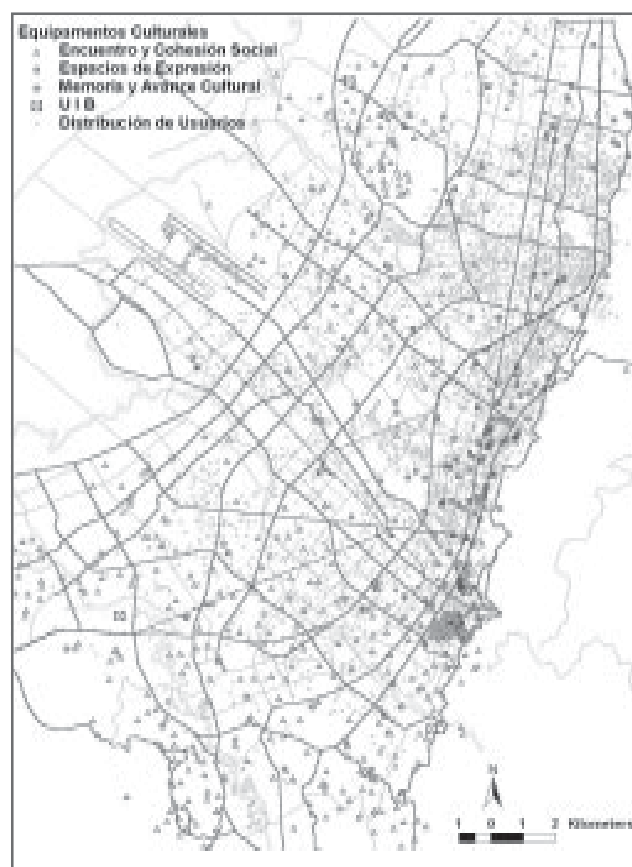 Equipamentos Culturales
Encuentro y Cohesión Social
Espacios de Expresión
Memoria y Avance Cultural
U I B
Distribución de Usuarios
N
1 0 1 2 Kilometers